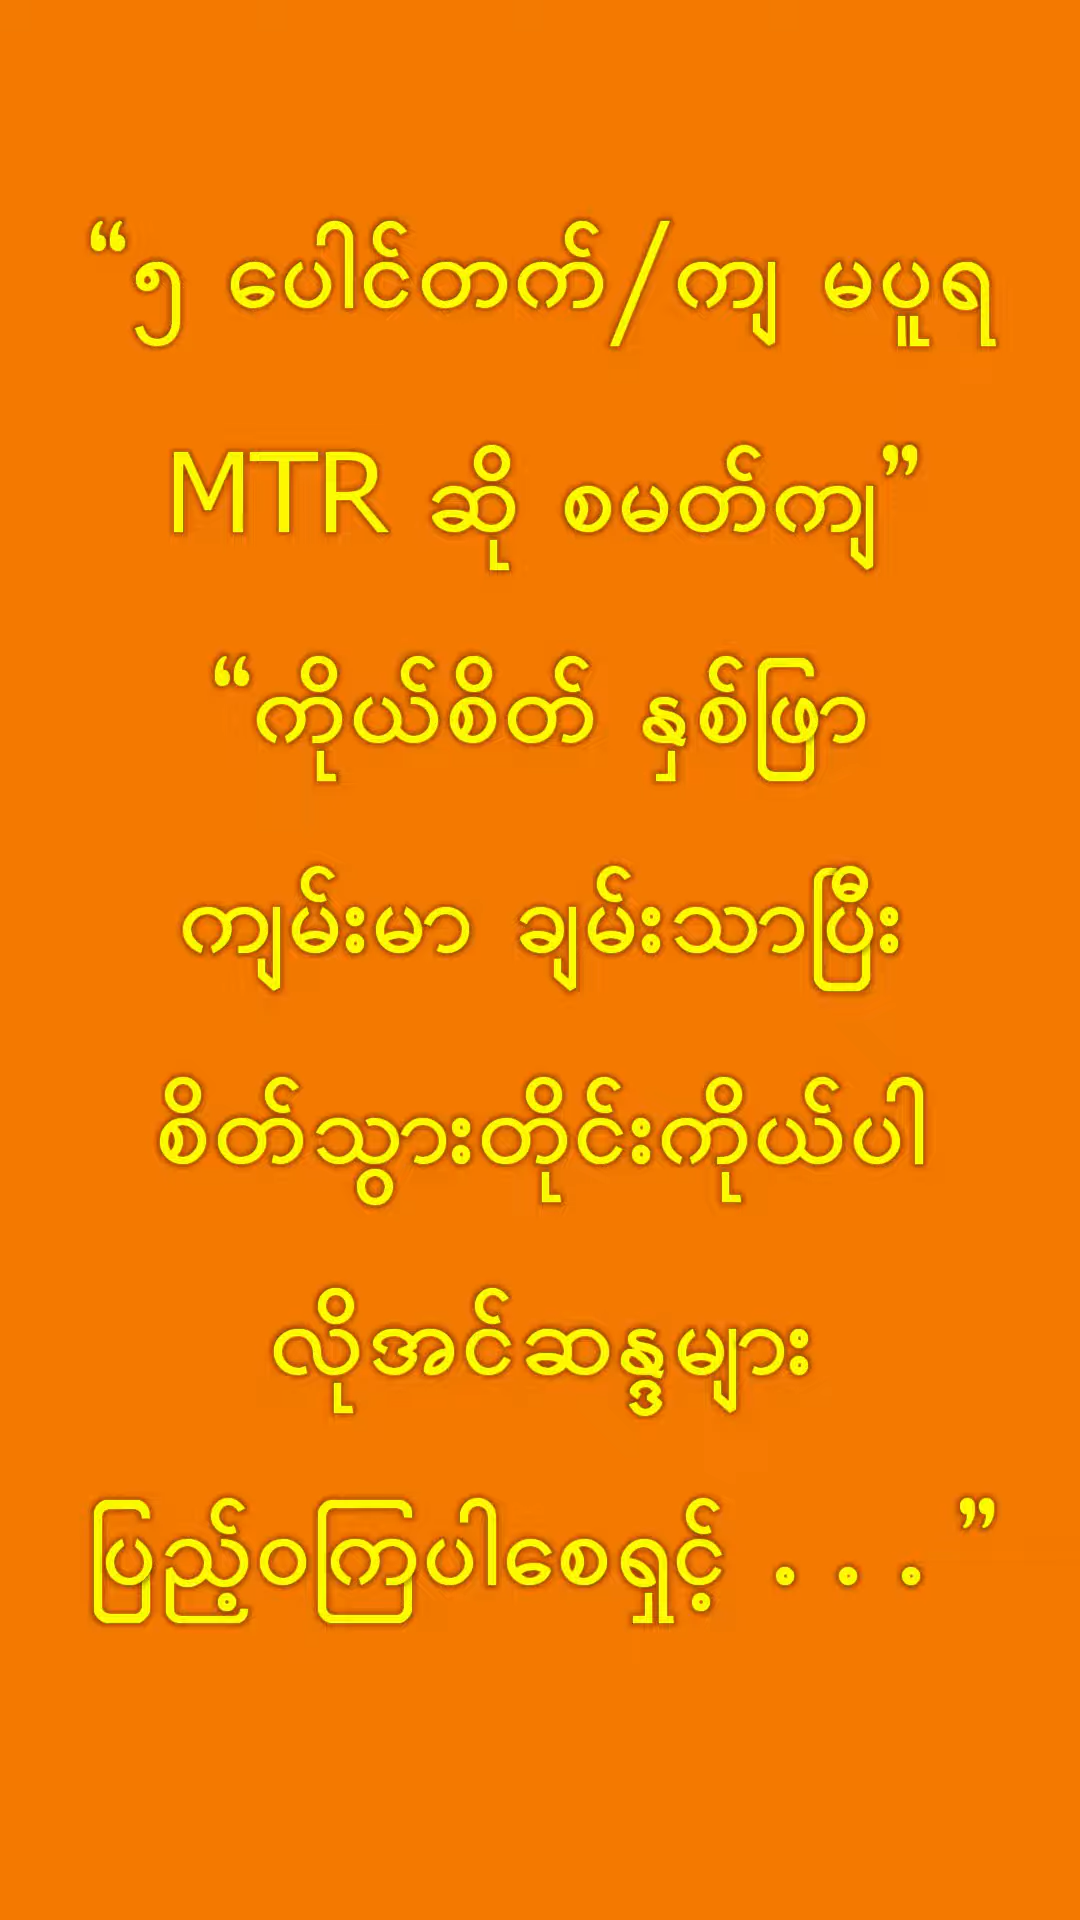 “၅ ပေါင်တက်/ကျ မပူရ
MTR ဆို စမတ်ကျ”
“ကိုယ်စိတ် နှစ်ဖြာ
ကျမ်းမာ ချမ်းသာပြီး
စိတ်သွားတိုင်းကိုယ်ပါ
လိုအင်ဆန္ဒများ
ပြည့်ဝကြပါစေရှင့် . . .”